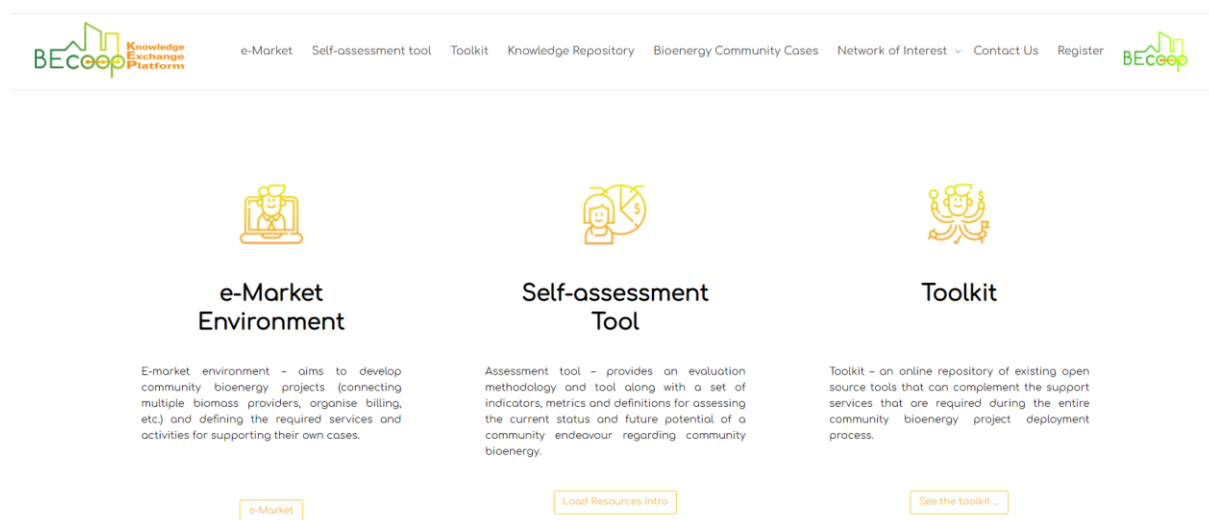 BECoop Knowledge
Exchange
Platform
e-Market Self-assessment tool Toolkit Knowledge Repository Bioenergy Community Cases Network of Interest Contact Us Register
BECoop
$
$
e-Market
Environment
E-market environment – aims to develop
community bioenergy projects (connecting
multiple biomass providers, organise billing,
etc.) and defining the required services and
activities for supporting their own cases.
e-Market
Self-assessment
Tool
Assessment tool – provides an evaluation
methodology and tool along with a set of
indicators, metrics and definitions for assessing
the current status and future potential of a
community endeavour regarding community
bioenergy.
Load Resources Intro
Toolkit
Toolkit – an online repository of existing open
source tools that can complement the support
services that are required during the entire
community bioenergy project deployment
process.
See the toolkit ...